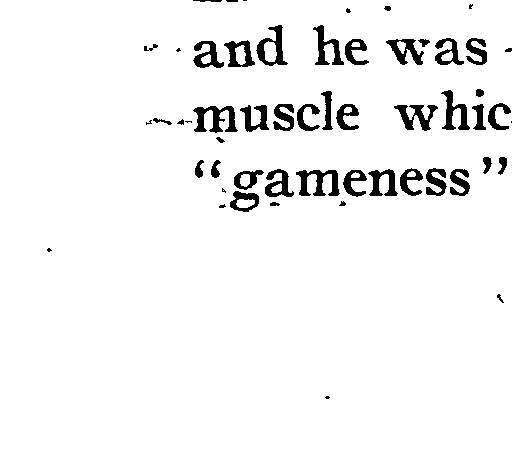 and he was
muscle whic
“gameness”